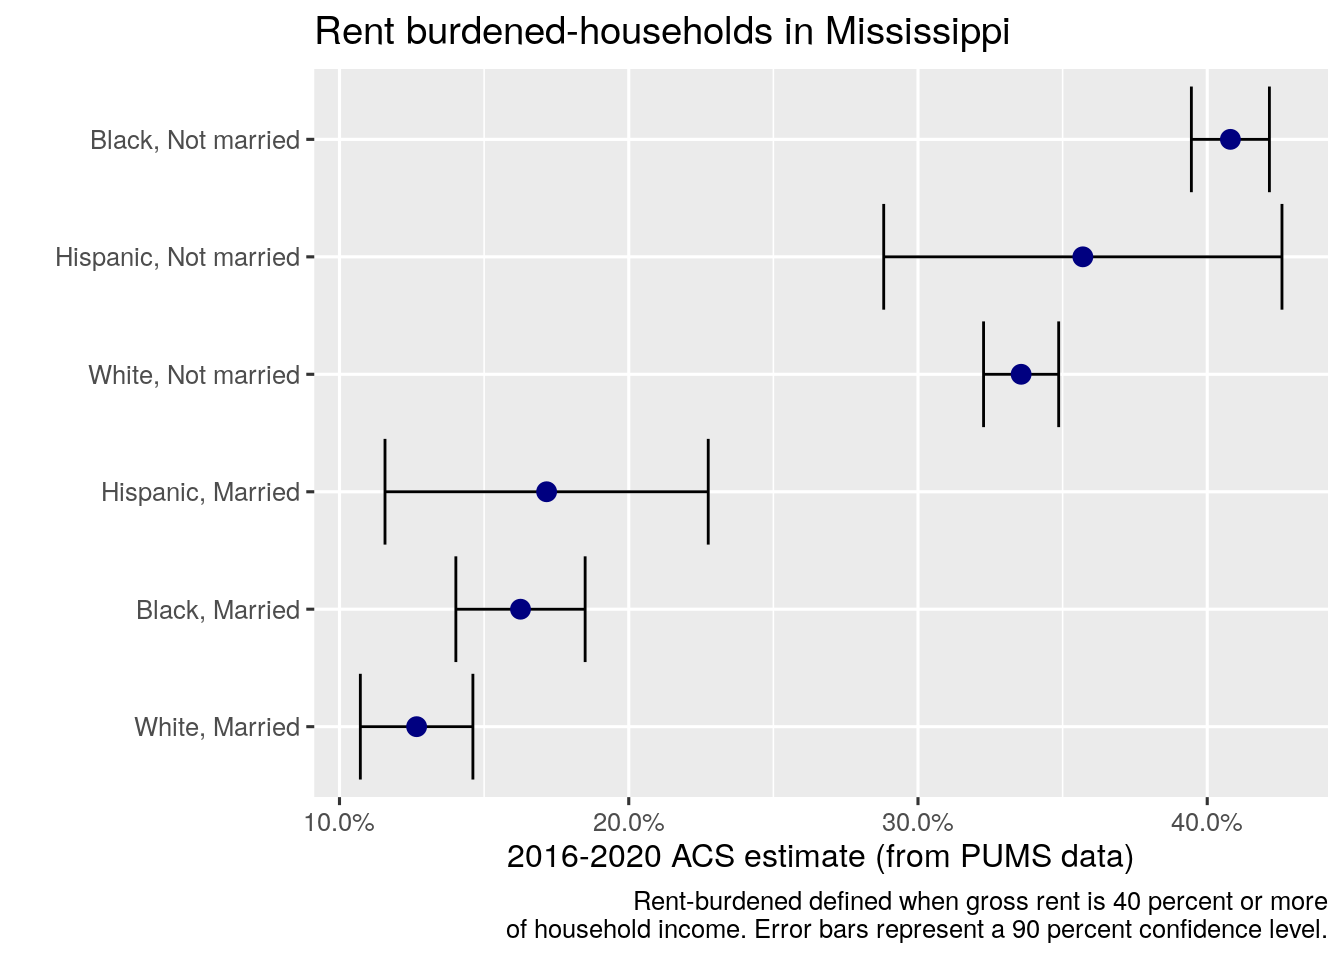 Rent burdened-households in Mississippi
Black, Not married
Hispanic, Not married
White, Not married
Hispanic, Married
Black, Married
White, Married
10.0% 20.0% 30.0% 40.0%
2016-2020 ACS estimate (from PUMS data)
Rent-burdened defined when gross rent is 40 percent or more
of household income. Error bars represent a 90 percent confidence level.